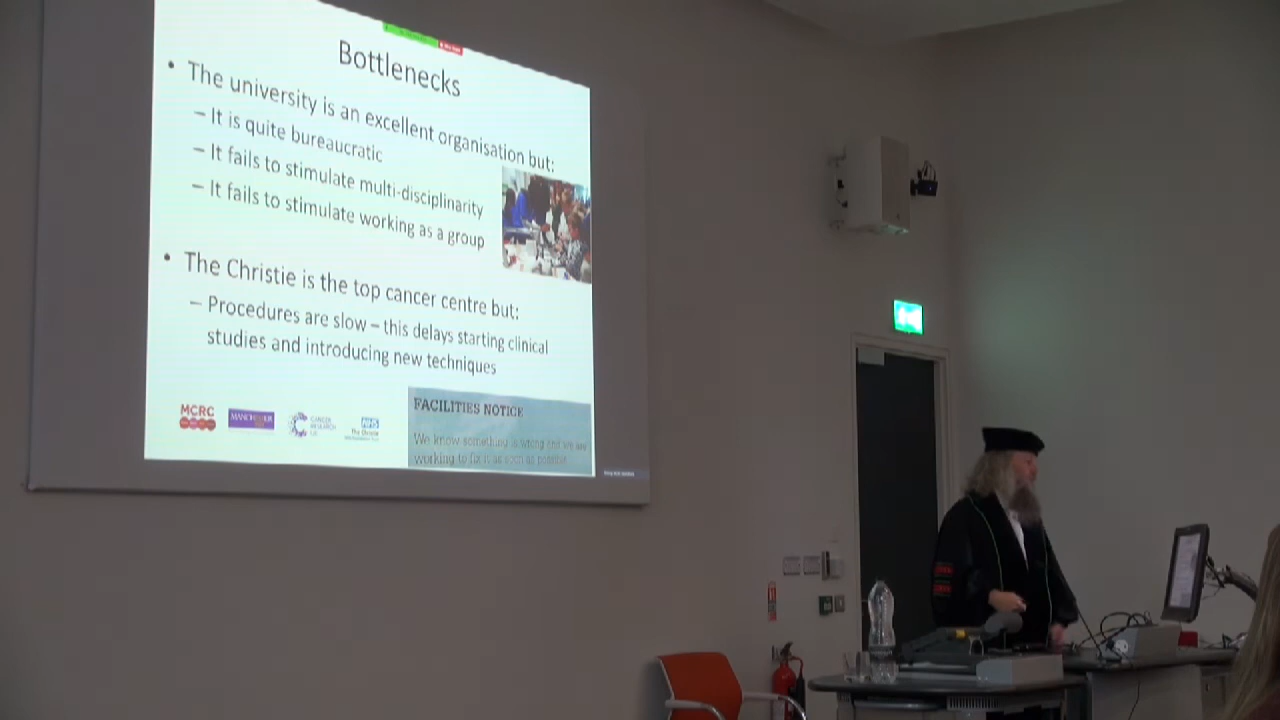 Bottlenecks
• The university is an excellent organisation but:
– It is quite bureaucratic
– It fails to stimulate multi-disciplinarity
– It fails to stimulate working as a group
• The Christie is the top cancer centre but:
– Procedures are slow – this delays starting clinical
studies and introducing new techniques
MCRC
MANCHESTER
CANCER
RESEARCH
UK
NHS
The Christie
FACILITIES NOTICE
We know something is wrong and we are
working to fix it as soon as possible